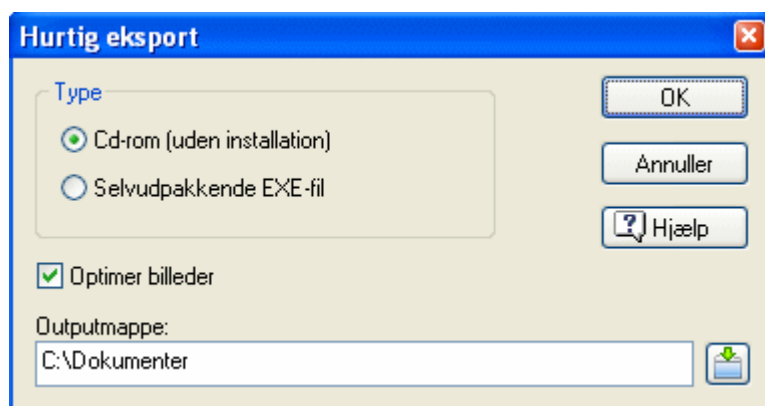 Hurtig eksport
Type
Cd-rom (uden installation)
Selvudpakkende EXE-fil
OK
Annuller
Hjælp
Optimer billeder
Outputmappe:
C:\Dokumenter